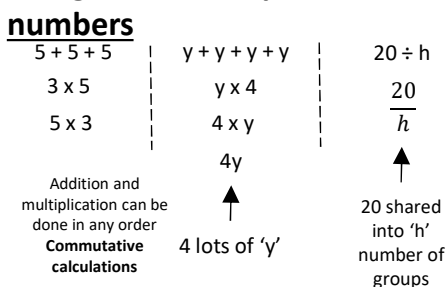 numbers
5 + 5 + 5
3 x 5
5 x 3
Addition and
multiplication can be
done in any order
Commutative
calculations
y + y + y + y
y x 4
4 x y
4y
4 lots of ‘y’
20 ÷ h
20
h
20 shared
into ‘h’
number of
groups